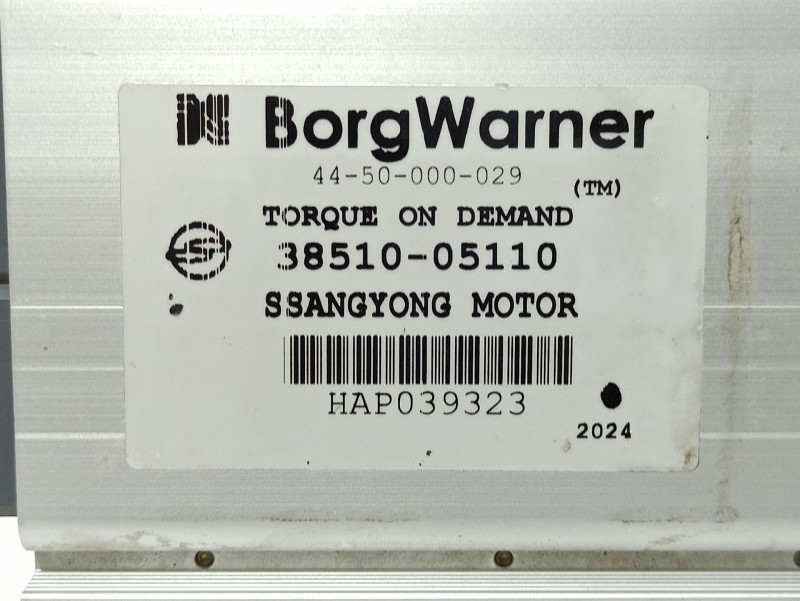 BorgWarner
44-50-000-029
(TM)
TORQUE ON DEMAND
38510-05110
SSANGYONG MOTOR
HAP039323
2024